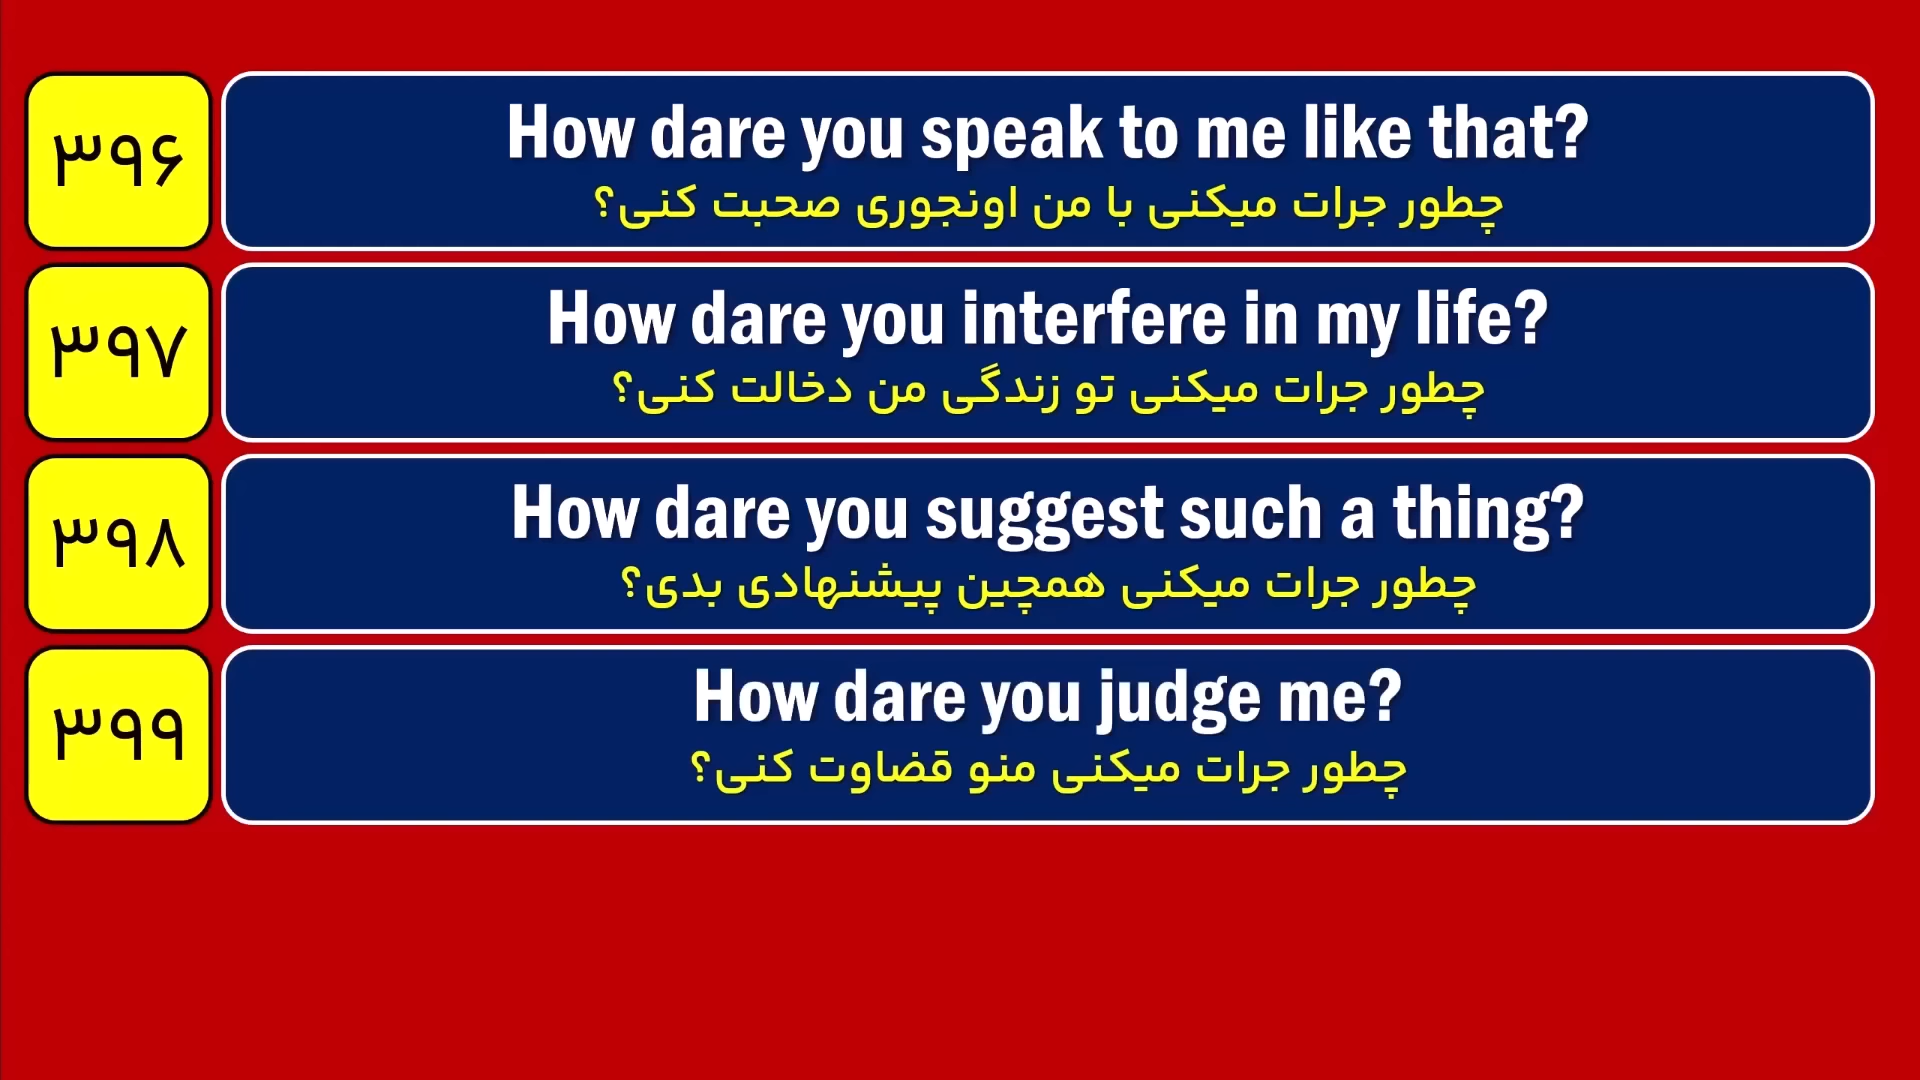 ۳۹۶
How dare you speak to me like that?
چطور جرات میکنی با من اونجوری صحبت کنی؟
۳۹۷
How dare you interfere in my life?
چطور جرات میکنی تو زندگی من دخالت کنی؟
۳۹۸
How dare you suggest such a thing?
چطور جرات میکنی همچین پیشنهادی بدی؟
۳۹۹
How dare you judge me?
چطور جرات میکنی منو قضاوت کنی؟